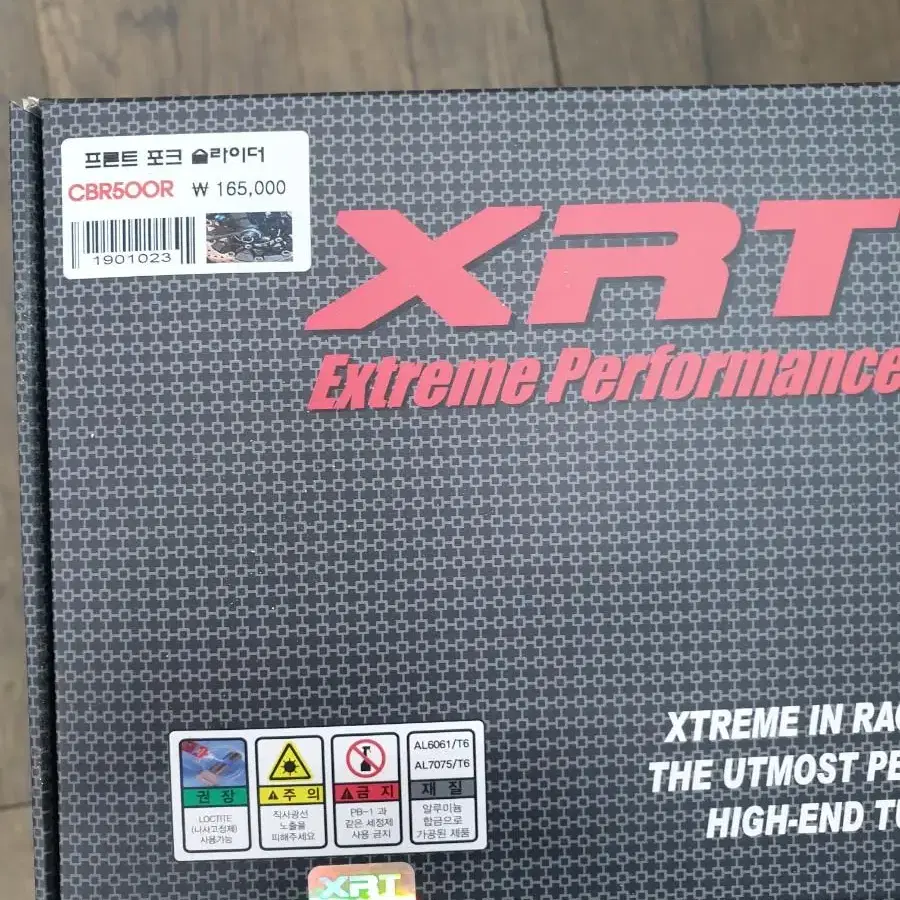 프론트 포크 슬라이더
CBR500R ₩ 165,000
1901023
XRT
Extreme Performance
XTREME IN RAC
THE UTMOST PE
HIGH-END TU
권 장
LOCTITE
(나사고정제)
사용가능
주 의
직사광선
노출을
피해주세요
금 지
PB-1 과
같은 세정제
사용 금지
AL6061/T6
AL7075/T6
재 질
알루미늄
합금으로
가공된 제품
XRT